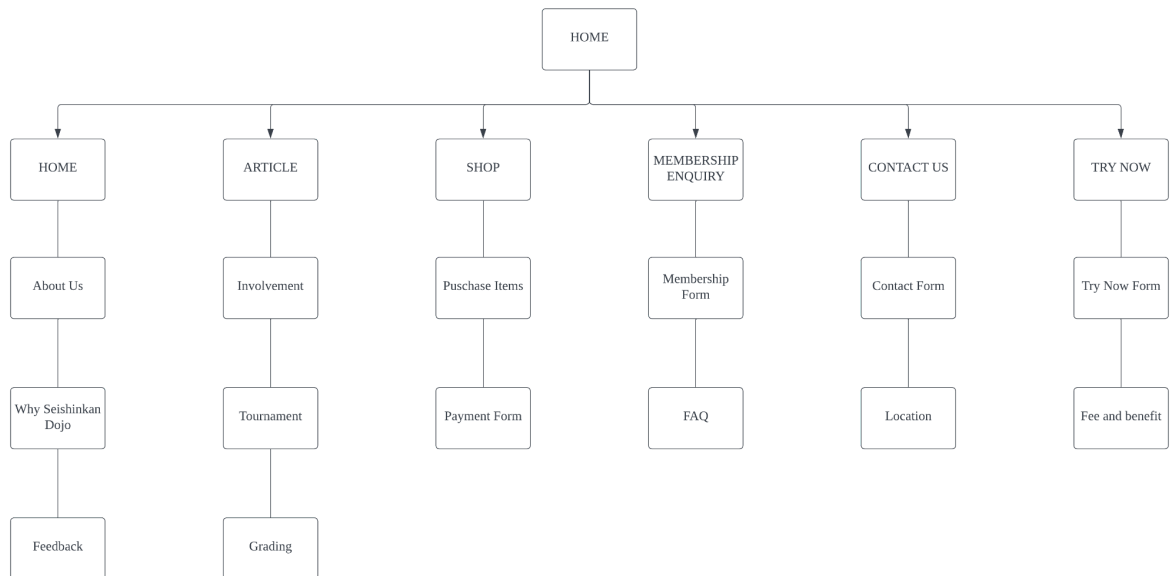 HOME
HOME
ARTICLE
SHOP
MEMBERSHIP
ENQUIRY
CONTACT US
TRY NOW
About Us
Involvement
Puschase Items
Membership
Form
Contact Form
Try Now Form
Why Seishinkan
Dojo
Tournament
Payment Form
FAQ
Location
Fee and benefit
Feedback
Grading